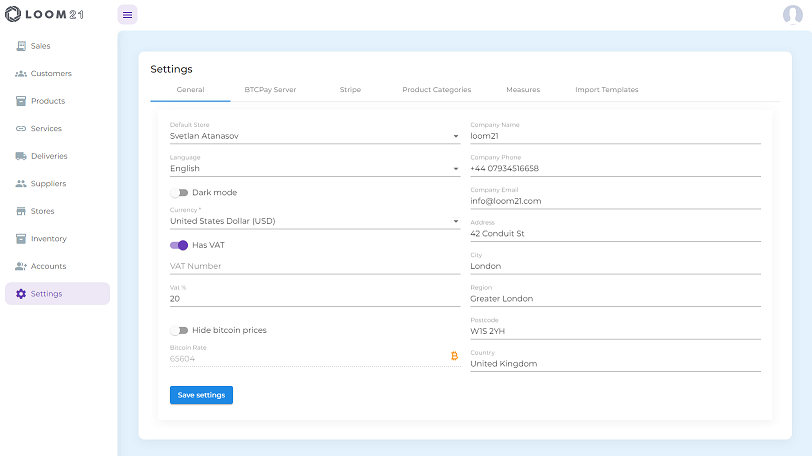 LOOM 21
Sales
Customers
Products
Services
Deliveries
Suppliers
Stores
Inventory
Accounts
Settings
Settings
General
BTCPay Server
Stripe
Product Categories
Measures
Import Templates
Default Store
Svetlan Atanasov
Language
English
Dark mode
Currency *
United States Dollar (USD)
Has VAT
VAT Number
Vat %
20
Hide bitcoin prices
Bitcoin Rate
65604
Save settings
Company Name
loom21
Company Phone
+44 07934516658
Company Email
info@loom21.com
Address
42 Conduit St
City
London
Region
Greater London
Postcode
W1S 2YH
Country
United Kingdom